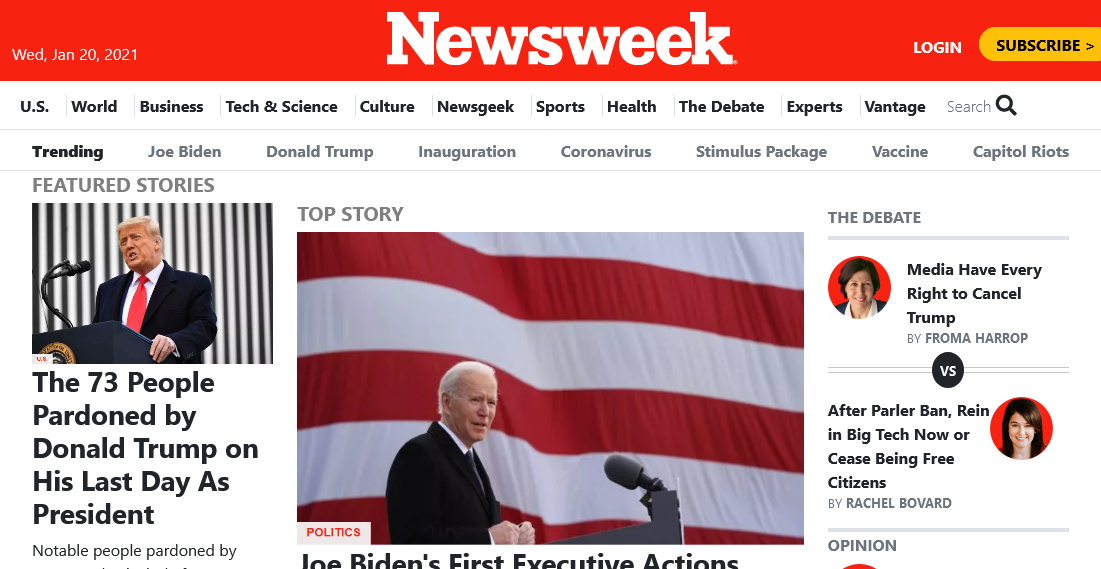 Wed, Jan 20, 2021
Newsweek
LOGIN
SUBSCRIBE >
U.S. World Business Tech & Science Culture Newsgeek Sports Health The Debate Experts Vantage Search
Trending Joe Biden Donald Trump Inauguration Coronavirus Stimulus Package Vaccine Capitol Riots
FEATURED STORIES
U.S.
The 73 People
Pardoned by
Donald Trump on
His Last Day As
President
Notable people pardoned by
TOP STORY
POLITICS
Joe Biden's First Executive Actions
THE DEBATE
Media Have Every
Right to Cancel
Trump
BY FROMA HARROP
VS
After Parler Ban, Rein
in Big Tech Now or
Cease Being Free
Citizens
BY RACHEL BOVARD
OPINION